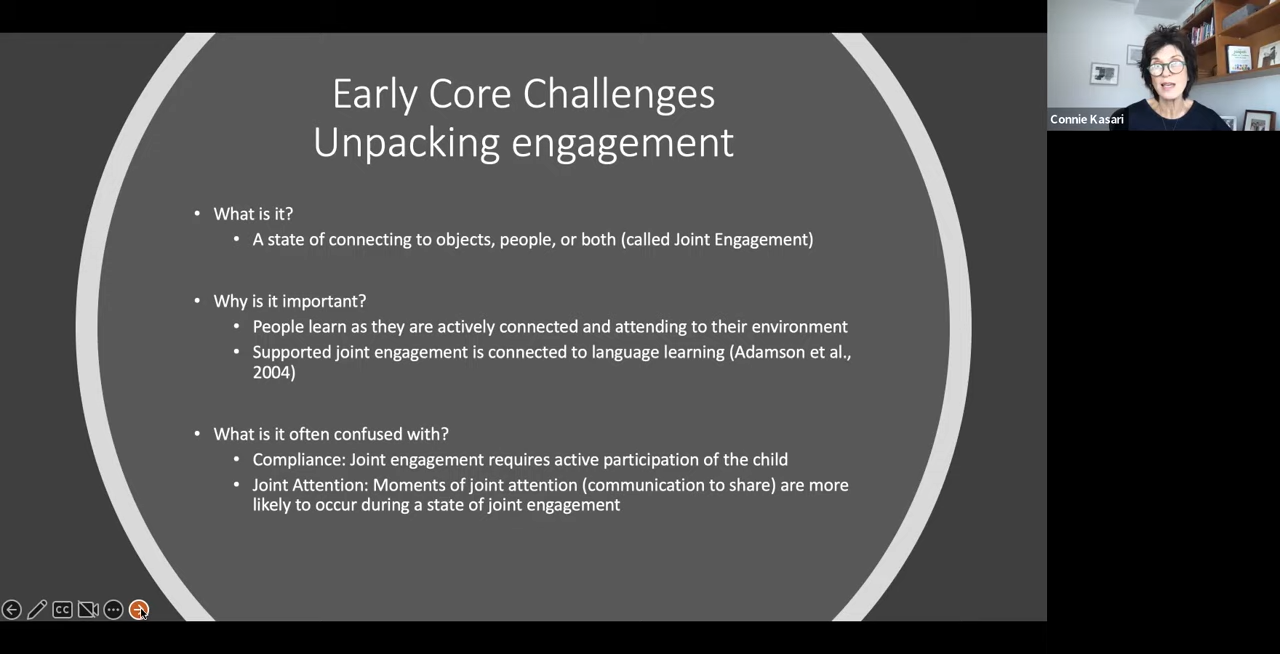 Early Core Challenges
Unpacking engagement
• What is it?
• A state of connecting to objects, people, or both (called Joint Engagement)
• Why is it important?
• People learn as they are actively connected and attending to their environment
• Supported joint engagement is connected to language learning (Adamson et al.,
2004)
• What is it often confused with?
• Compliance: Joint engagement requires active participation of the child
• Joint Attention: Moments of joint attention (communication to share) are more
likely to occur during a state of joint engagement
CC
Connie Kasari